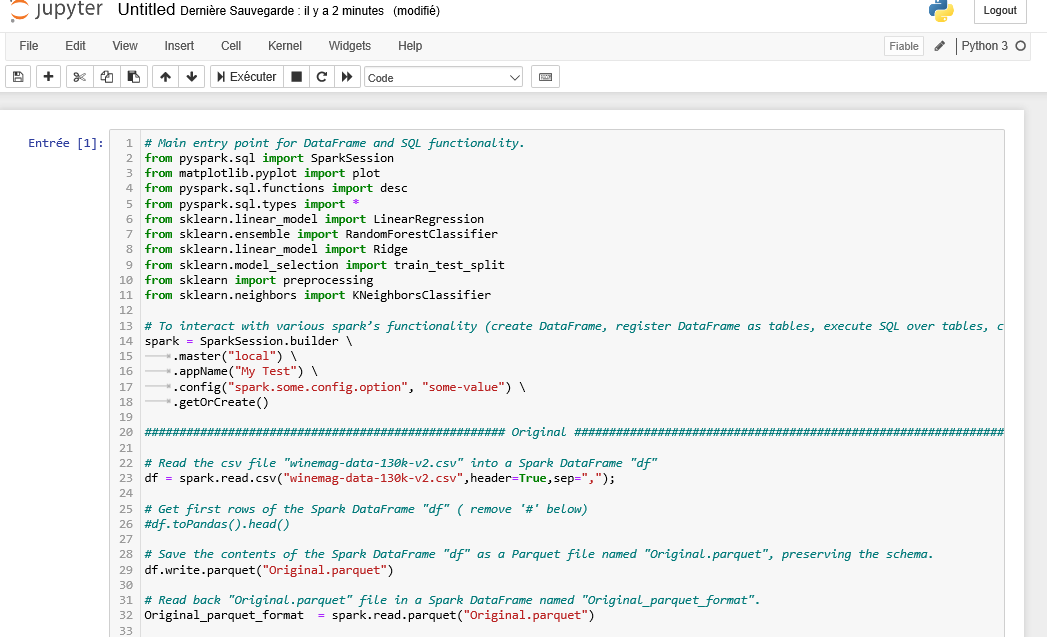 jupyter Untitled Dernière Sauvegarde : il y a 2 minutes (modifié) Logout
File Edit View Insert Cell Kernel Widgets Help Fiable Python 3
Exécuter Code
Entrée [1]:
1 # Main entry point for DataFrame and SQL functionality.
2 from pyspark.sql import SparkSession
3 from matplotlib.pyplot import plot
4 from pyspark.sql.functions import desc
5 from pyspark.sql.types import *
6 from sklearn.linear_model import LinearRegression
7 from sklearn.ensemble import RandomForestClassifier
8 from sklearn.linear_model import Ridge
9 from sklearn.model_selection import train_test_split
10 from sklearn import preprocessing
11 from sklearn.neighbors import KNeighborsClassifier
12
13 # To interact with various spark’s functionality (create DataFrame, register DataFrame as tables, execute SQL over tables, c
14 spark = SparkSession.builder \
15 .master("local") \
16 .appName("My Test") \
17 .config("spark.some.config.option", "some-value") \
18 .getOrCreate()
19
20 #################################################### Original ##############################################################
21
22 # Read the csv file "winemag-data-130k-v2.csv" into a Spark DataFrame "df"
23 df = spark.read.csv("winemag-data-130k-v2.csv",header=True,sep=",");
24
25 # Get first rows of the Spark DataFrame "df" ( remove '#' below)
26 #df.toPandas().head()
27
28 # Save the contents of the Spark DataFrame "df" as a Parquet file named "Original.parquet", preserving the schema.
29 df.write.parquet("Original.parquet")
30
31 # Read back "Original.parquet" file in a Spark DataFrame named "Original_parquet_format".
32 Original_parquet_format  = spark.read.parquet("Original.parquet")
33